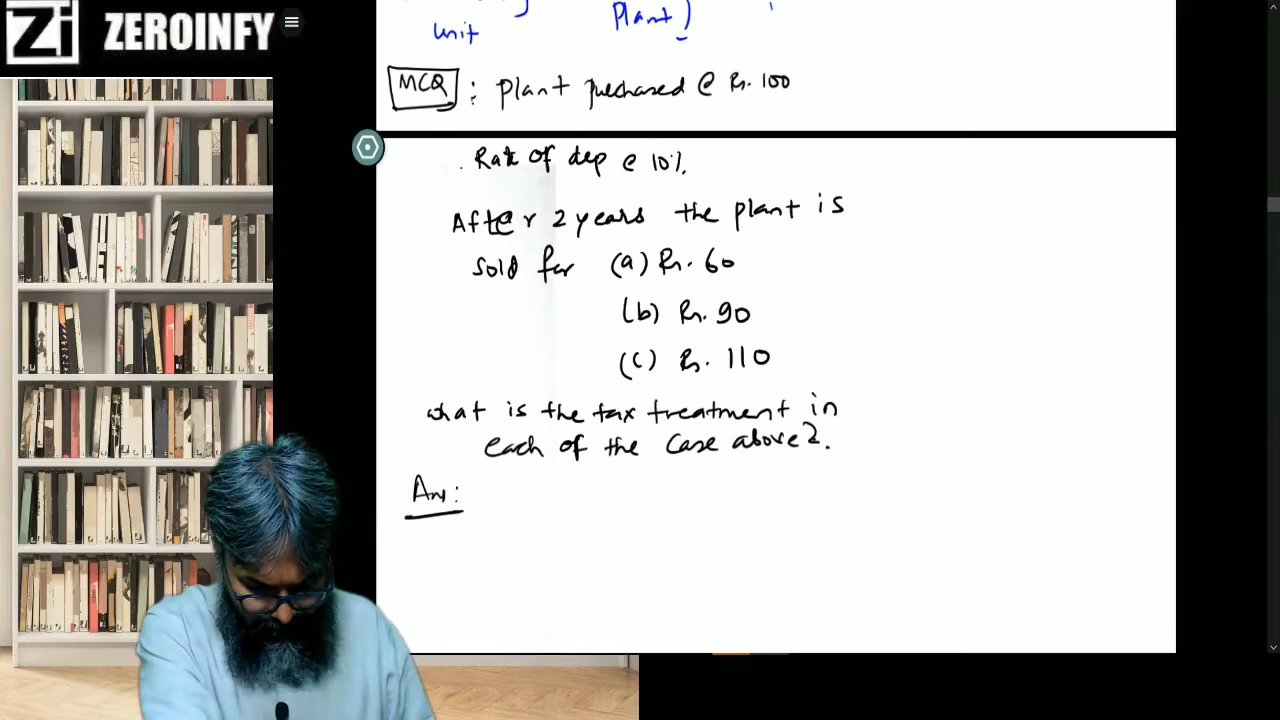 Zi ZEROINFY
unit
Plant)
MCQ : Plant purchased @ Rs. 100
Rate of dep @ 10%.
After 2 years the plant is
sold for (a) Rs. 60
(b) Rs. 90
(c) Rs. 110
what is the tax treatment in
each of the case above?.
Ans: